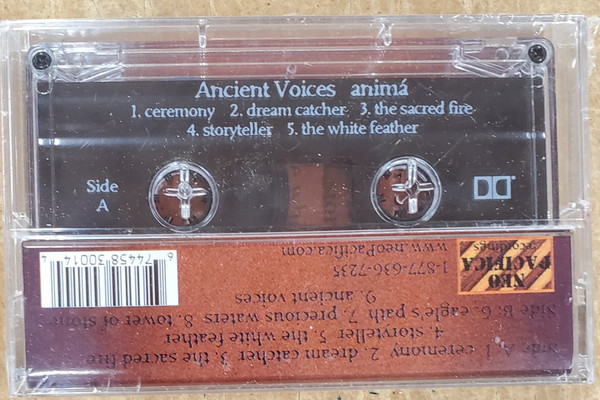 Ancient Voices animá
1. ceremony 2. dream catcher 3. the sacred fire
4. storyteller 5. the white feather
Side
A
Side A: 1. ceremony 2. dream catcher 3. the sacred fire
4. storyteller 5. the white feather
Side B: 6. eagle's path 7. precious waters 8. tower of stone
9. ancient voices
1-877-636-7235
www.neoPacifica.com
NEO
PACIFICA
recordings
6 74458 30014 4